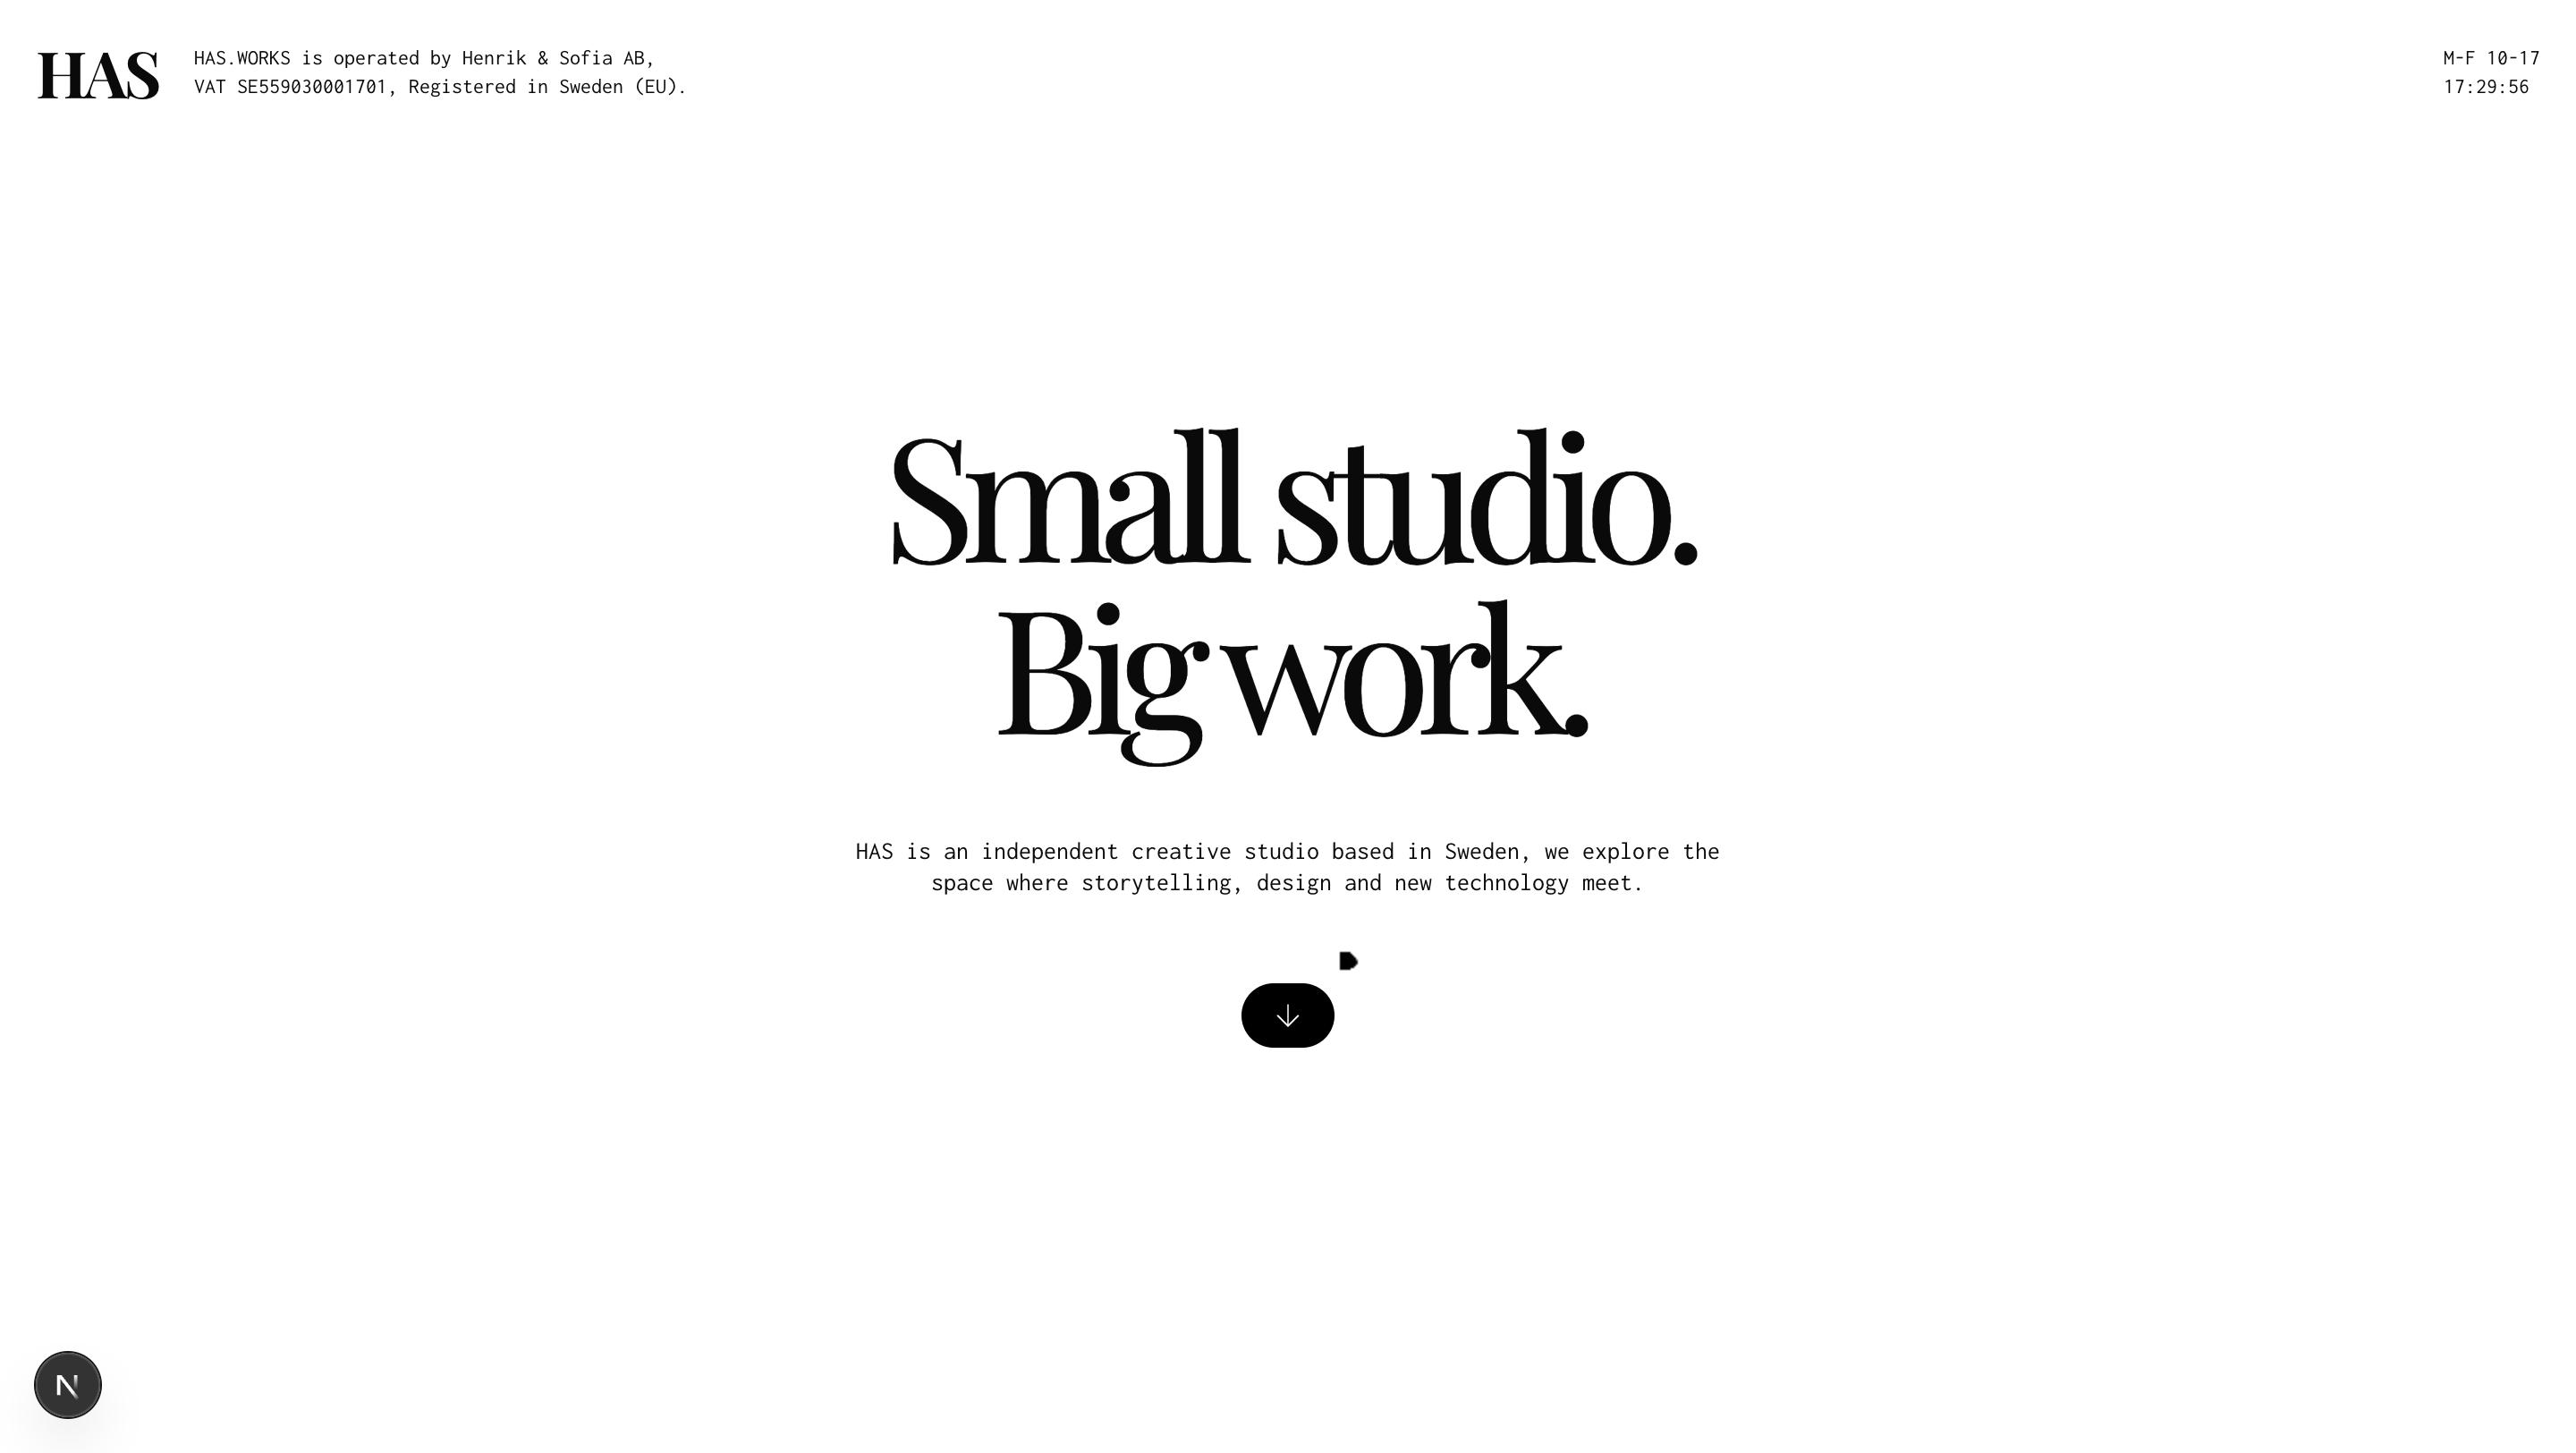 HAS
HAS.WORKS is operated by Henrik & Sofia AB,
VAT SE559030001701, Registered in Sweden (EU).
M-F 10-17
17:29:56
Small studio.
Big work.
HAS is an independent creative studio based in Sweden, we explore the
space where storytelling, design and new technology meet.
N